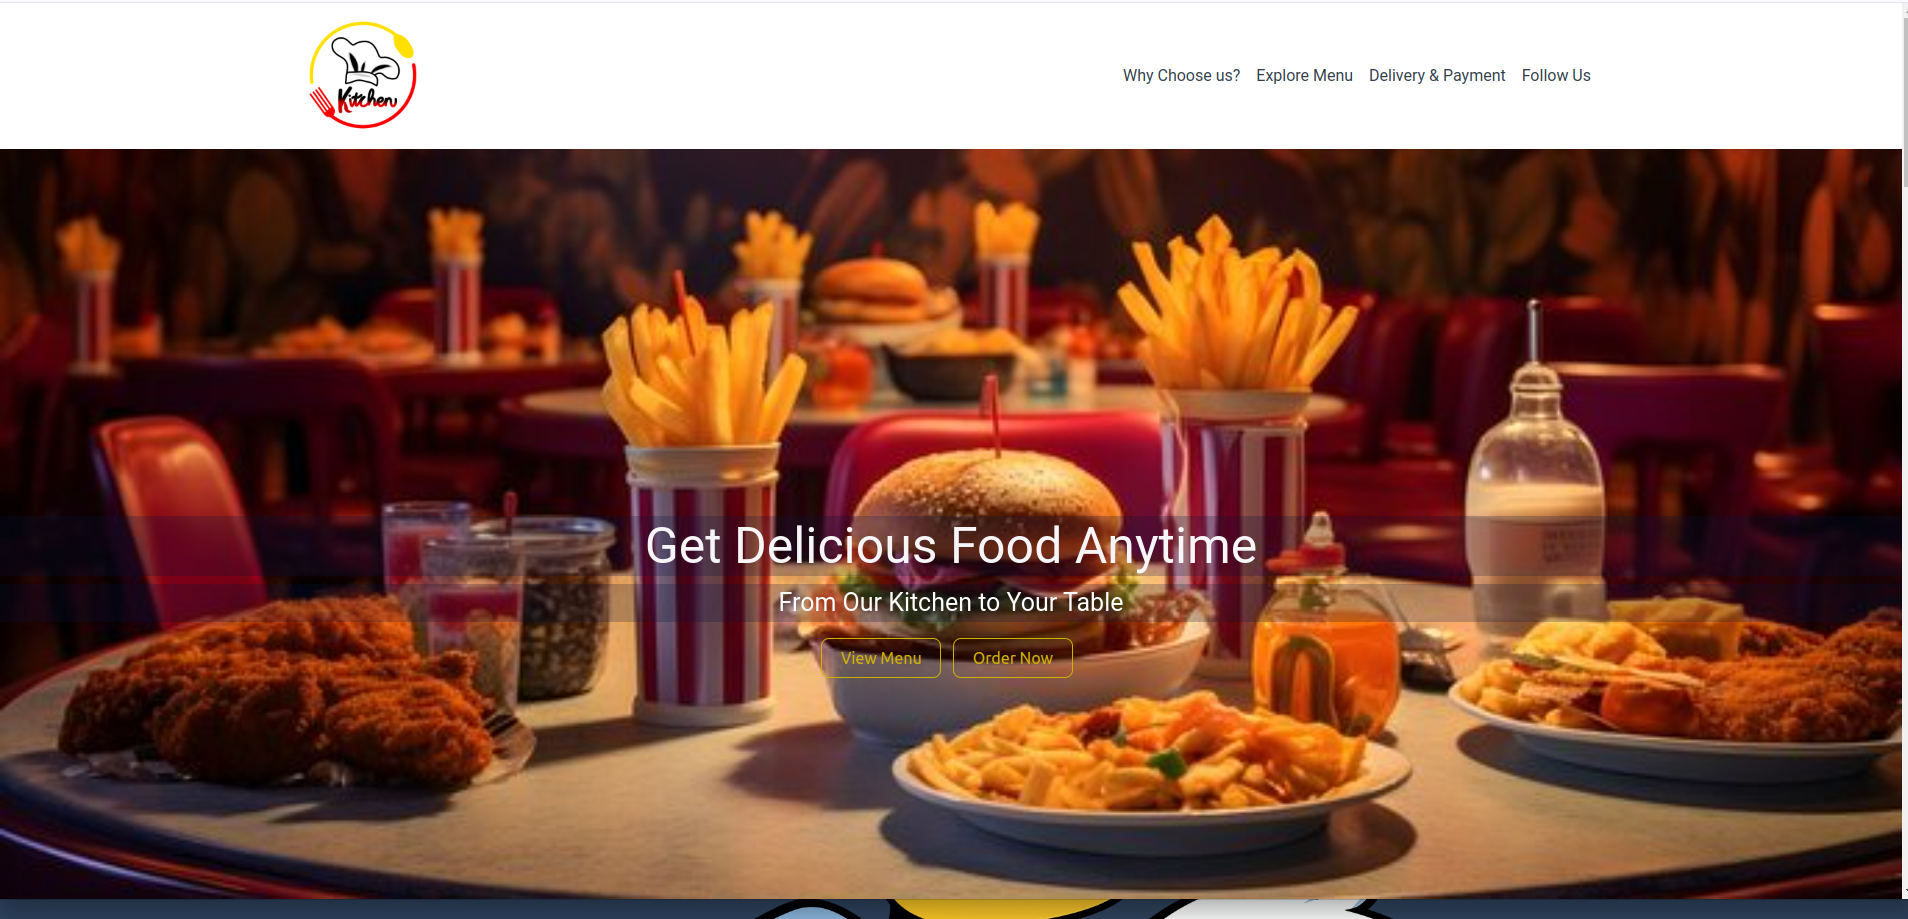 Kitchen
Why Choose us? Explore Menu Delivery & Payment Follow Us
Get Delicious Food Anytime
From Our Kitchen to Your Table
View Menu Order Now